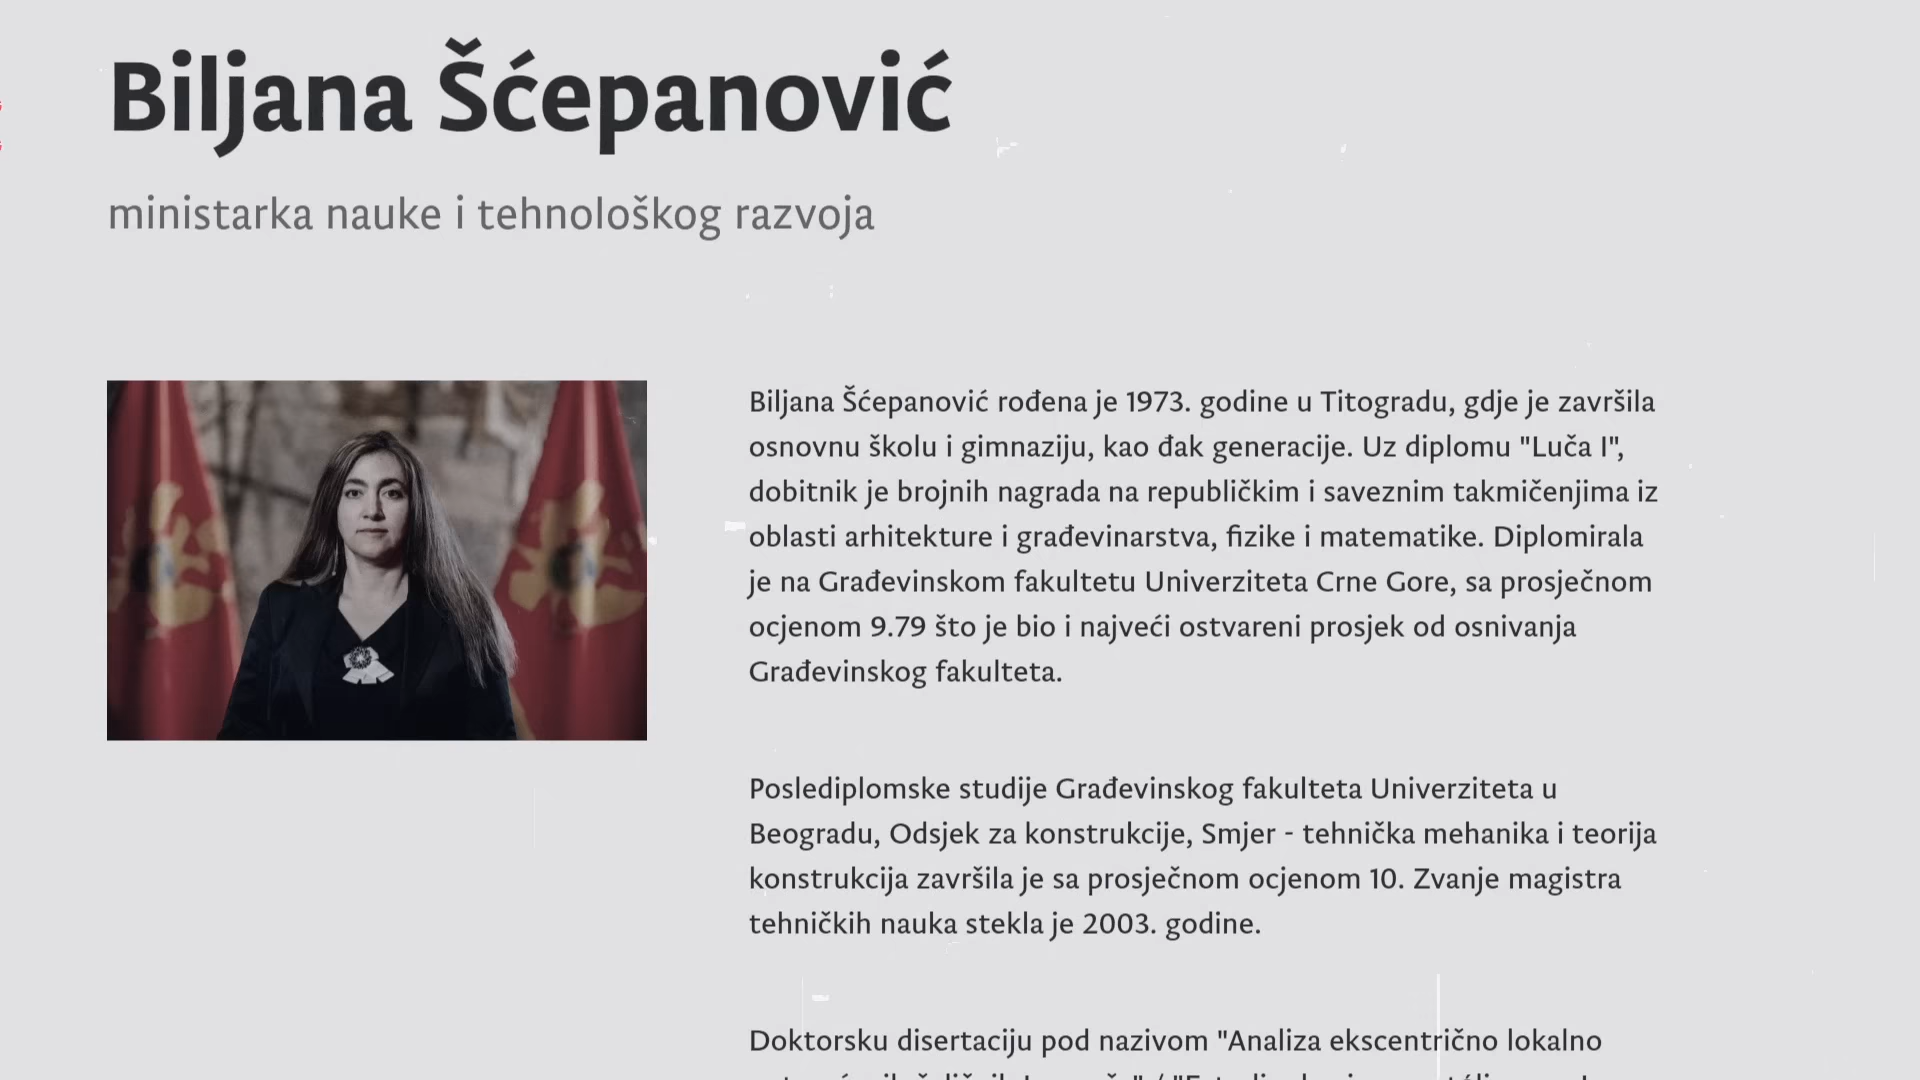 Biljana Šćepanović
ministarka nauke i tehnološkog razvoja
Biljana Šćepanović rođena je 1973. godine u Titogradu, gdje je završila
osnovnu školu i gimnaziju, kao đak generacije. Uz diplomu "Luča I",
dobitnik je brojnih nagrada na republičkim i saveznim takmičenjima iz
oblasti arhitekture i građevinarstva, fizike i matematike. Diplomirala
je na Građevinskom fakultetu Univerziteta Crne Gore, sa prosječnom
ocjenom 9.79 što je bio i najveći ostvareni prosjek od osnivanja
Građevinskog fakulteta.
Poslediplomske studije Građevinskog fakulteta Univerziteta u
Beogradu, Odsjek za konstrukcije, Smjer - tehnička mehanika i teorija
konstrukcija završila je sa prosječnom ocjenom 10. Zvanje magistra
tehničkih nauka stekla je 2003. godine.
Doktorsku disertaciju pod nazivom "Analiza ekscentrično lokalno